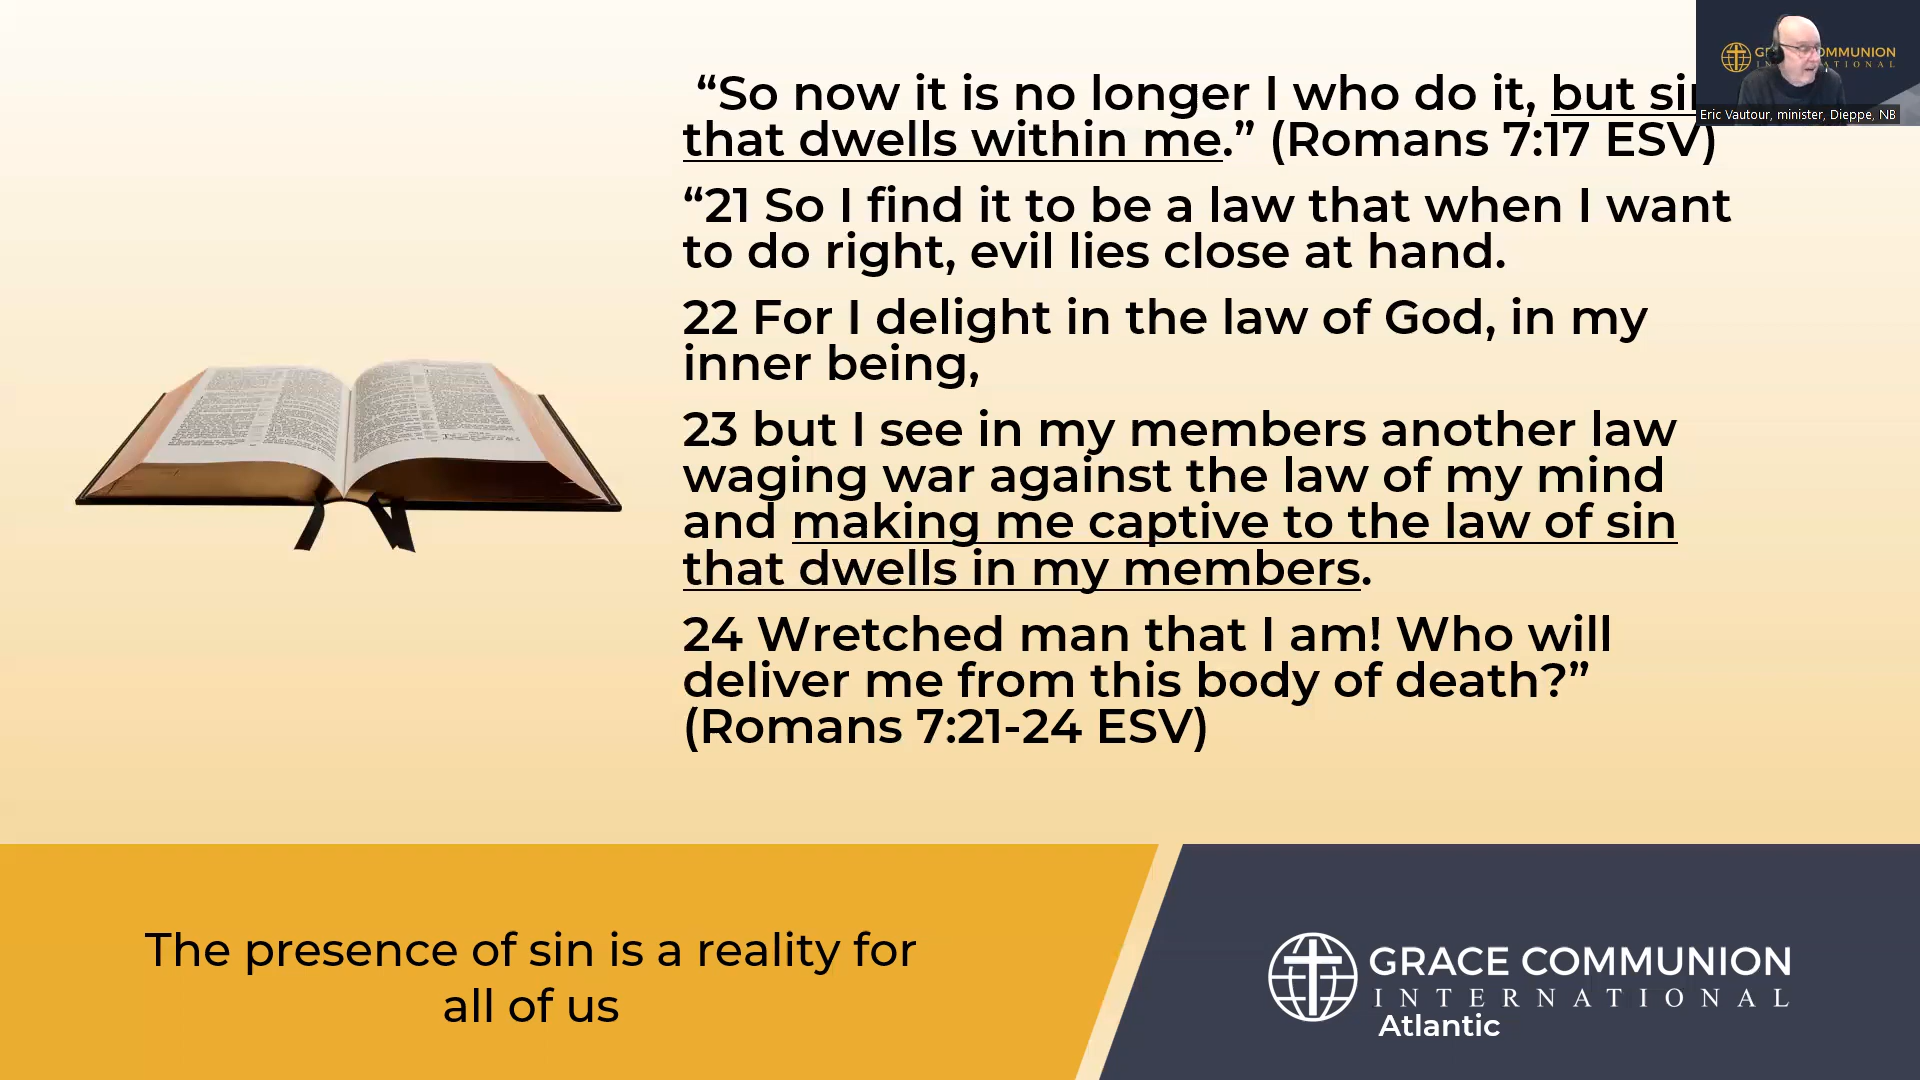 “So now it is no longer I who do it, but sin
that dwells within me.” (Romans 7:17 ESV)
“21 So I find it to be a law that when I want
to do right, evil lies close at hand.
22 For I delight in the law of God, in my
inner being,
23 but I see in my members another law
waging war against the law of my mind
and making me captive to the law of sin
that dwells in my members.
24 Wretched man that I am! Who will
deliver me from this body of death?”
(Romans 7:21-24 ESV)
The presence of sin is a reality for
all of us
GRACE COMMUNION
INTERNATIONAL
Atlantic
Eric Vautour, minister, Dieppe, NB